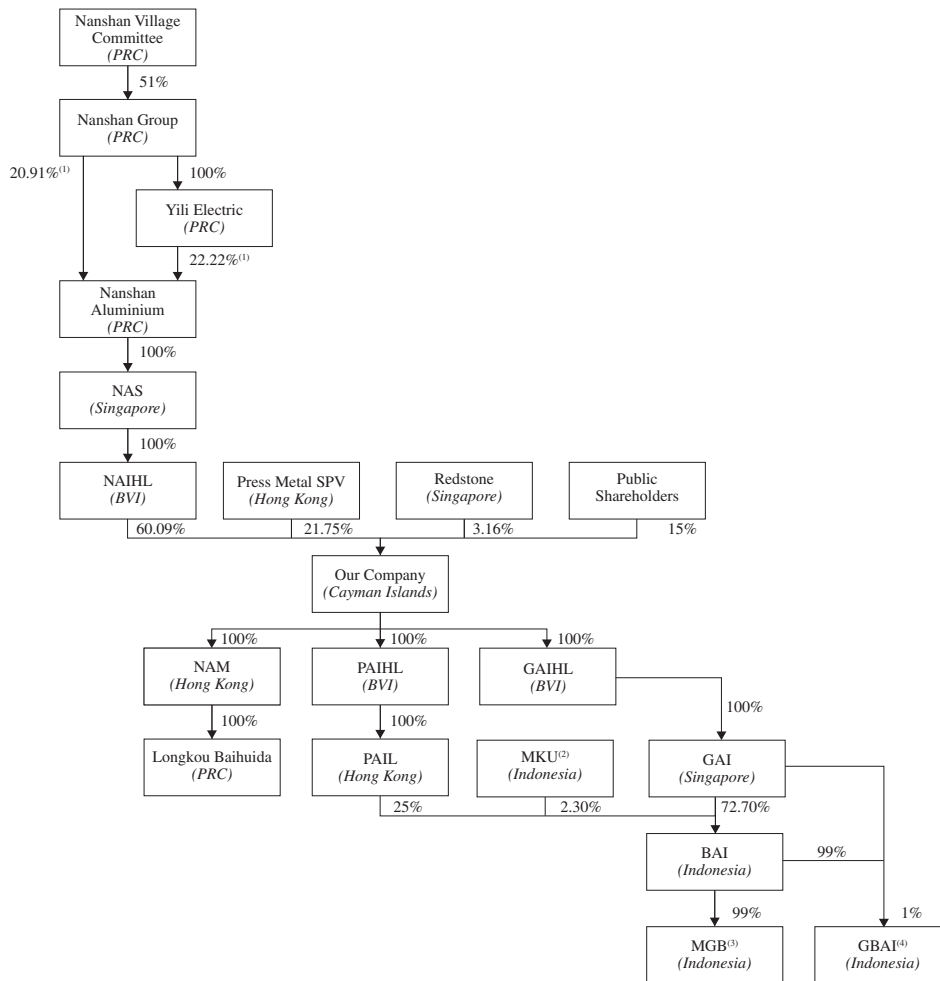 Nanshan Village
Committee
(PRC)
51%
Nanshan Group
(PRC)
20.91%(1)
100%
Yili Electric
(PRC)
22.22%(1)
Nanshan
Aluminium
(PRC)
100%
NAS
(Singapore)
100%
NAIHL
(BVI)
Press Metal SPV
(Hong Kong)
Redstone
(Singapore)
Public
Shareholders
60.09%
21.75%
3.16%
15%
Our Company
(Cayman Islands)
100%
100%
100%
NAM
(Hong Kong)
PAIHL
(BVI)
GAIHL
(BVI)
100%
100%
100%
Longkou Baihuida
(PRC)
PAIL
(Hong Kong)
MKU(2)
(Indonesia)
GAI
(Singapore)
25%
2.30%
72.70%
BAI
(Indonesia)
99%
99%
1%
MGB(3)
(Indonesia)
GBAI(4)
(Indonesia)